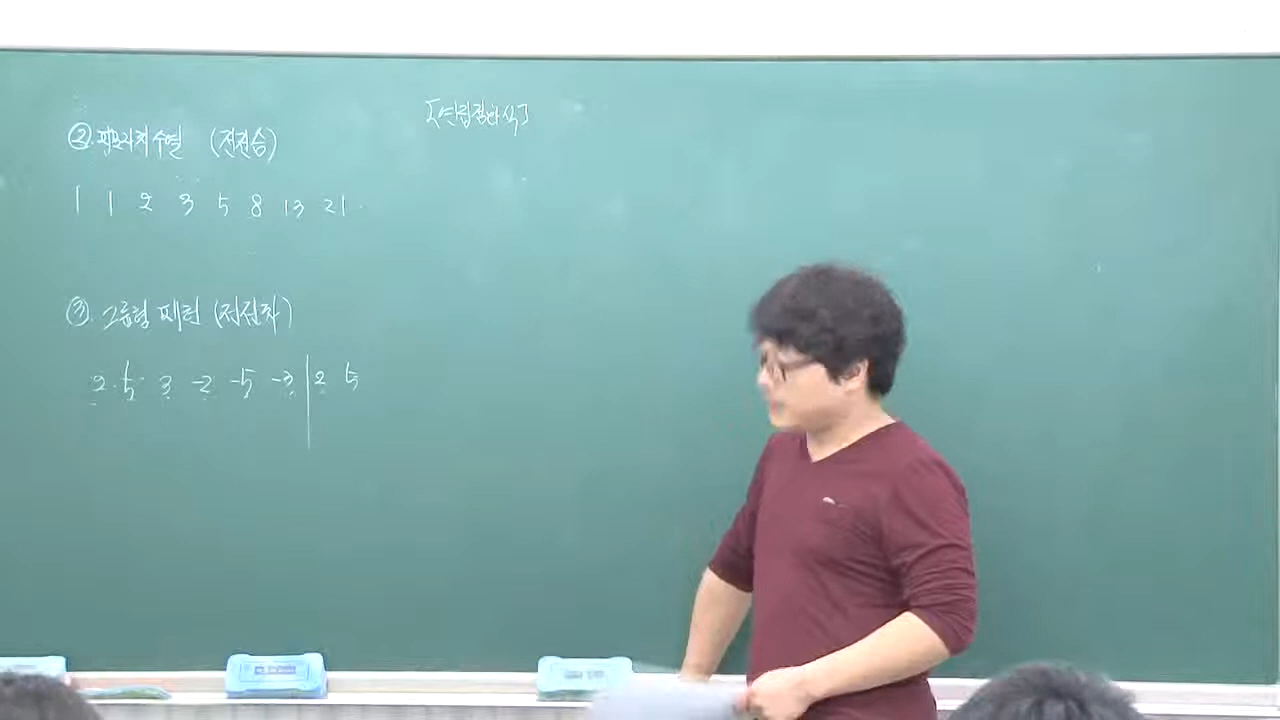 ② 피보나치 수열 (전전합)
1 1 2 3 5 8 13 21
③. 그룹형 패턴 (전전차)
2 5 3 -2 -5 -3 | 2 5
[연립점화식]